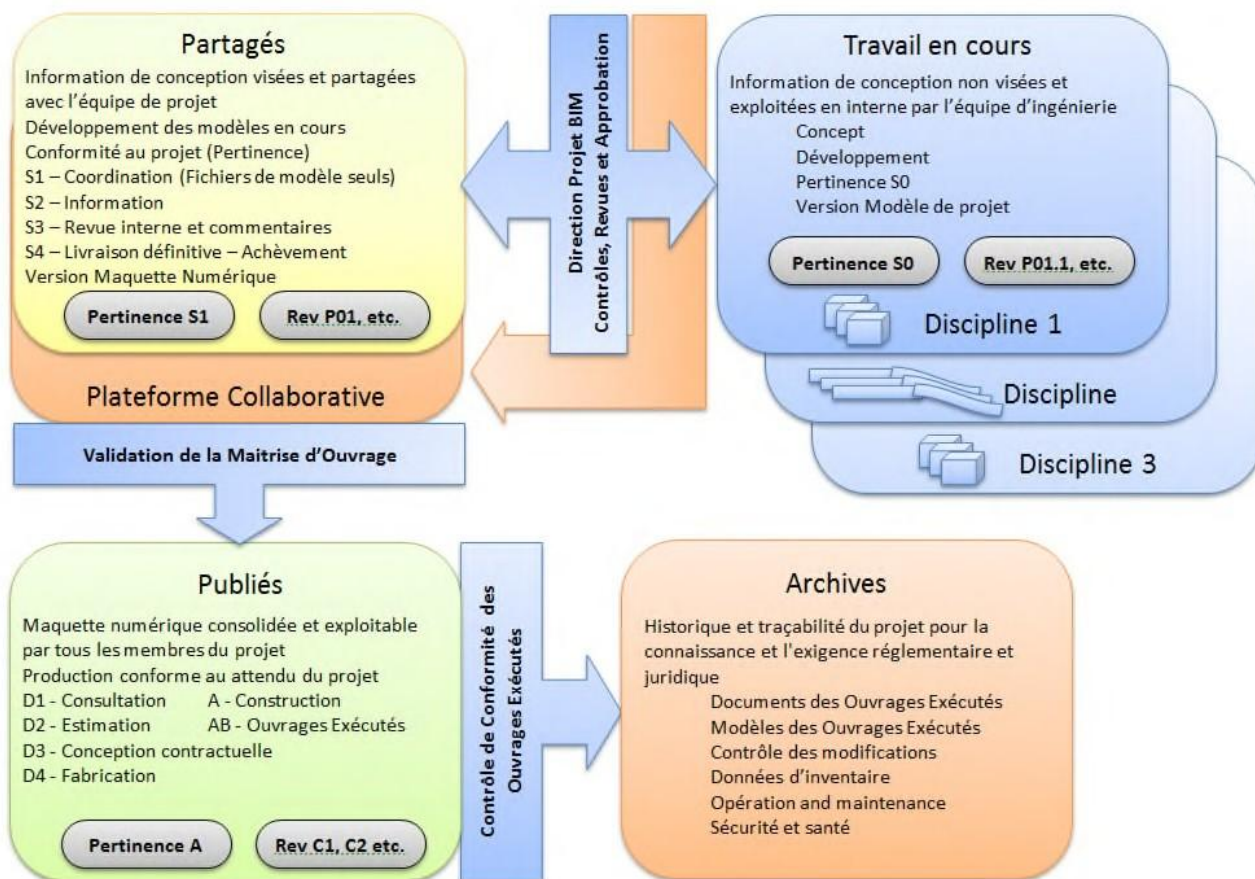 Partagés
Information de conception visées et partagées
avec l'équipe de projet
Développement des modèles en cours
Conformité au projet (Pertinence)
S1 – Coordination (Fichiers de modèle seuls)
S2 – Information
S3 – Revue interne et commentaires
S4 – Livraison définitive – Achèvement
Version Maquette Numérique
Pertinence S1
Rev P01, etc.
Plateforme Collaborative
Direction Projet BIM
Contrôles, Revues et Approbation
Travail en cours
Information de conception non visées et
exploitées en interne par l'équipe d'ingénierie
Concept
Développement
Pertinence S0
Version Modèle de projet
Pertinence S0
Rev P01.1, etc.
Discipline 1
Discipline
Discipline 3
Validation de la Maitrise d'Ouvrage
Publiés
Maquette numérique consolidée et exploitable
par tous les membres du projet
Production conforme au attendu du projet
D1 - Consultation A - Construction
D2 - Estimation AB - Ouvrages Exécutés
D3 - Conception contractuelle
D4 - Fabrication
Pertinence A
Rev C1, C2 etc.
Contrôle de Conformité des
Ouvrages Exécutés
Archives
Historique et traçabilité du projet pour la
connaissance et l'exigence réglementaire et
juridique
Documents des Ouvrages Exécutés
Modèles des Ouvrages Exécutés
Contrôle des modifications
Données d'inventaire
Opération and maintenance
Sécurité et santé